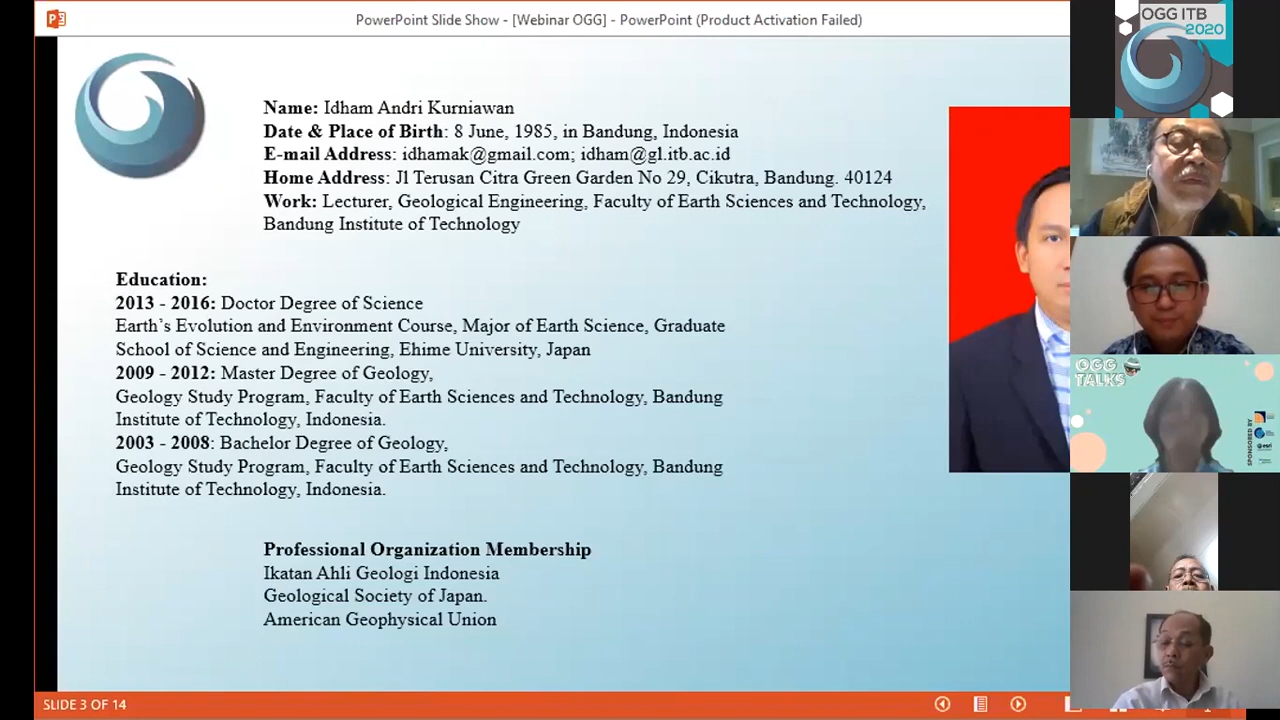 PowerPoint Slide Show - [Webinar OGG] - PowerPoint (Product Activation Failed)
OGG ITB
2020
Name: Idham Andri Kurniawan
Date & Place of Birth: 8 June, 1985, in Bandung, Indonesia
E-mail Address: idhamak@gmail.com; idham@gl.itb.ac.id
Home Address: Jl Terusan Citra Green Garden No 29, Cikutra, Bandung. 40124
Work: Lecturer, Geological Engineering, Faculty of Earth Sciences and Technology,
Bandung Institute of Technology
Education:
2013 - 2016: Doctor Degree of Science
Earth's Evolution and Environment Course, Major of Earth Science, Graduate
School of Science and Engineering, Ehime University, Japan
2009 - 2012: Master Degree of Geology,
Geology Study Program, Faculty of Earth Sciences and Technology, Bandung
Institute of Technology, Indonesia.
2003 - 2008: Bachelor Degree of Geology,
Geology Study Program, Faculty of Earth Sciences and Technology, Bandung
Institute of Technology, Indonesia.
Professional Organization Membership
Ikatan Ahli Geologi Indonesia
Geological Society of Japan.
American Geophysical Union
OGG
TALKS
SPONSORED BY
esri
SLIDE 3 OF 14